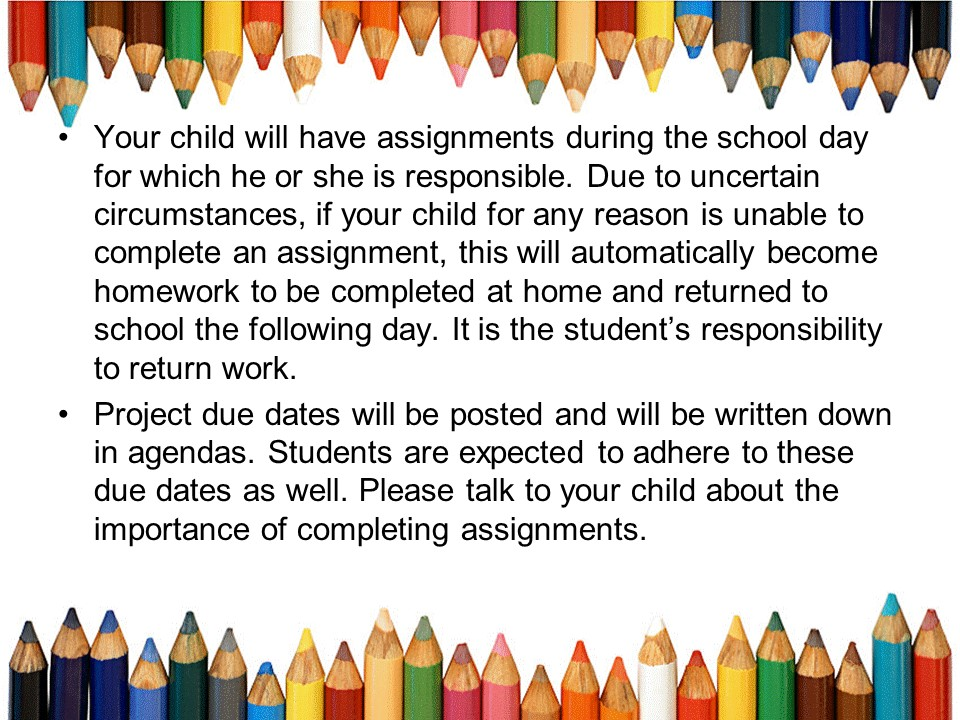 • Your child will have assignments during the school day
for which he or she is responsible. Due to uncertain
circumstances, if your child for any reason is unable to
complete an assignment, this will automatically become
homework to be completed at home and returned to
school the following day. It is the student’s responsibility
to return work.
• Project due dates will be posted and will be written down
in agendas. Students are expected to adhere to these
due dates as well. Please talk to your child about the
importance of completing assignments.